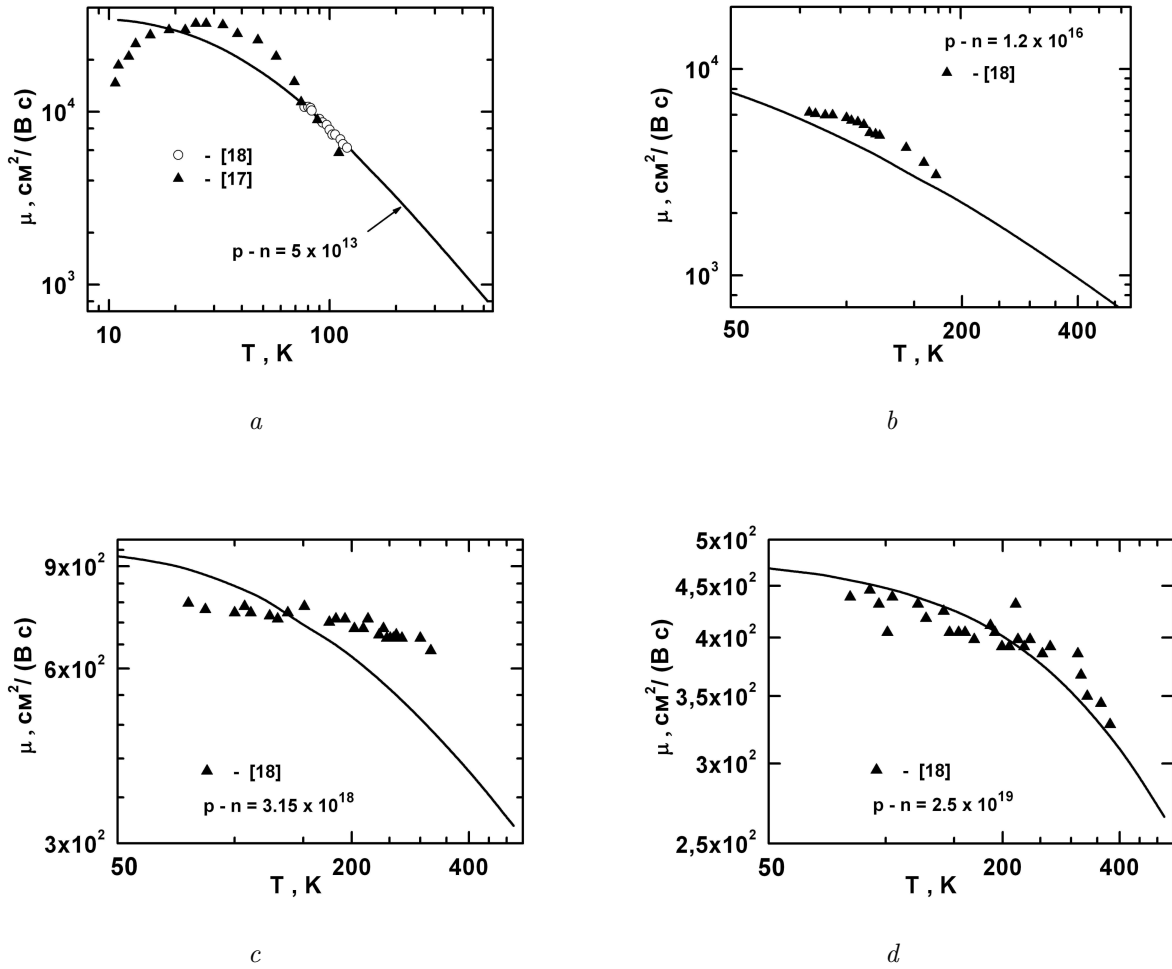 μ , см²/ (В с)
10⁴
10³
- [18]
- [17]
p - n = 5 x 10¹³
10
100
T , K
a
μ , см²/ (В с)
10⁴
10³
p - n = 1.2 x 10¹⁶
- [18]
50
200
400
T , K
b
μ , см²/ (В с)
9x10²
6x10²
3x10²
- [18]
p - n = 3.15 x 10¹⁸
50
200
400
T , K
c
μ , см²/ (В с)
5x10²
4,5x10²
4x10²
3,5x10²
3x10²
2,5x10²
- [18]
p - n = 2.5 x 10¹⁹
50
200
400
T , K
d